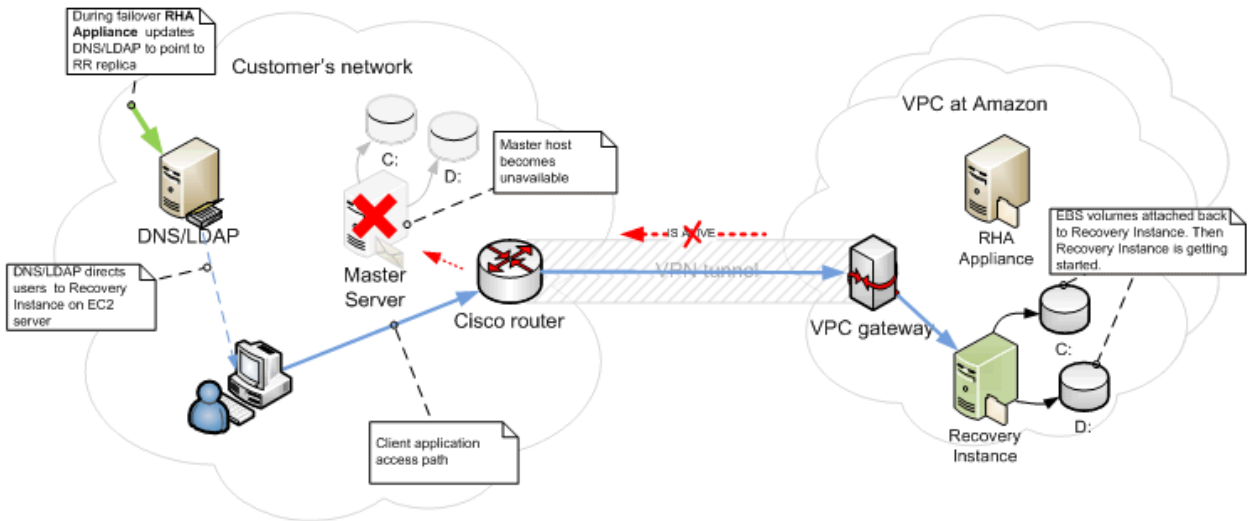 During failover RHA
Appliance updates
DNS/LDAP to point to
RR replica
Customer's network
VPC at Amazon
C:
D:
Master host
becomes
unavailable
DNS/LDAP
IS ALIVE
RHA
Appliance
EBS volumes attached back
to Recovery Instance. Then
Recovery Instance is getting
started.
DNS/LDAP directs
users to Recovery
Instance on EC2
server
Master
Server
VPN tunnel
Cisco router
VPC gateway
C:
D:
Client application
access path
Recovery
Instance